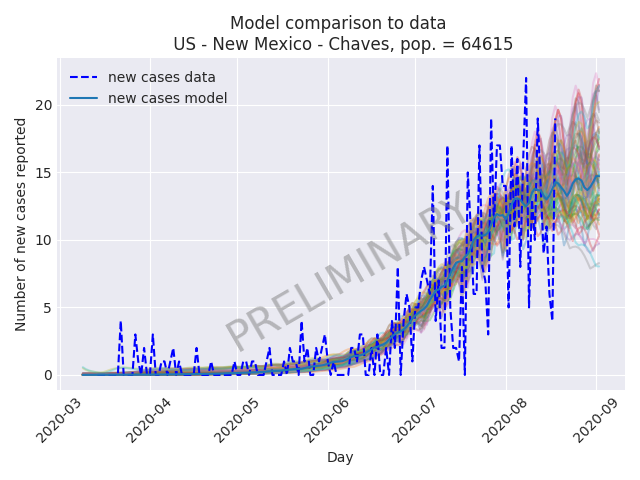 Model comparison to data
US - New Mexico - Chaves, pop. = 64615
new cases data
new cases model
Number of new cases reported
20
15
10
5
0
PRELIMINARY
2020-03
2020-04
2020-05
2020-06
2020-07
2020-08
2020-09
Day